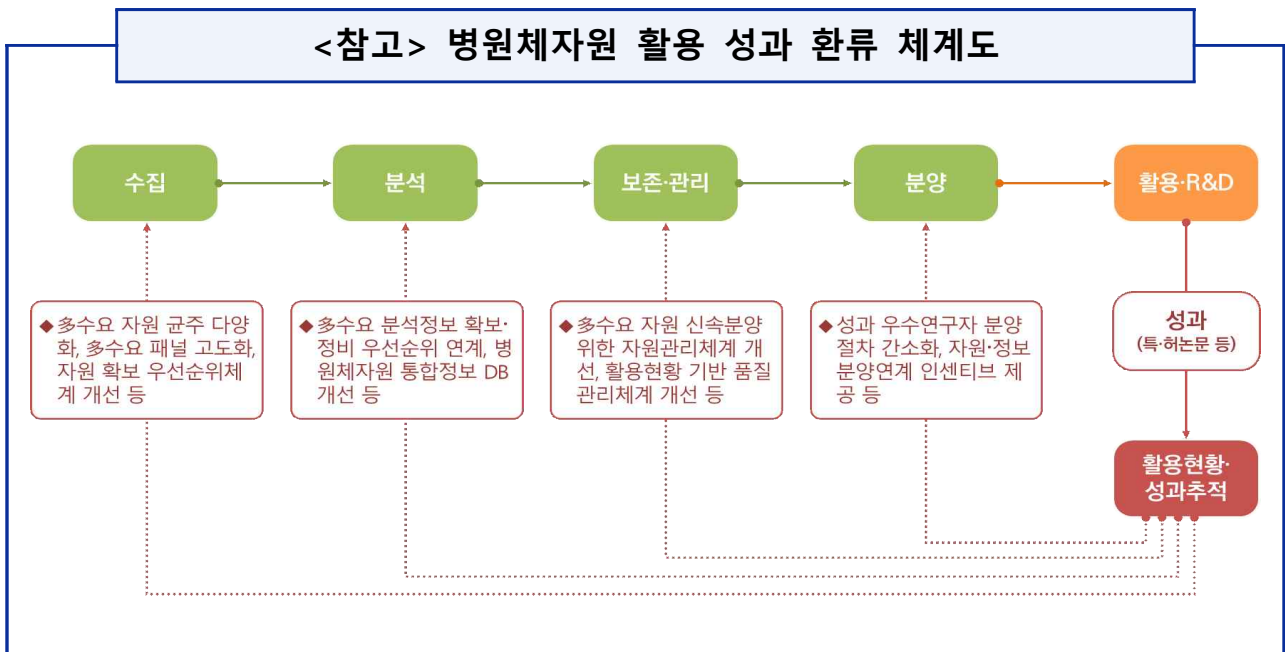 <참고> 병원체자원 활용 성과 환류 체계도
수집
분석
보존·관리
분양
활용·R&D
◆ 多수요 자원 균주 다양
화, 多수요 패널 고도화,
자원 확보 우선순위체
계 개선 등
◆ 多수요 분석정보 확보·
정비 우선순위 연계, 병
원체자원 통합정보 DB
개선 등
◆ 多수요 자원 신속분양
위한 자원관리체계 개
선, 활용현황 기반 품질
관리체계 개선 등
◆ 성과 우수연구자 분양
절차 간소화, 자원·정보
분양연계 인센티브 제
공 등
성과
(특·허논문 등)
활용현황·
성과추적